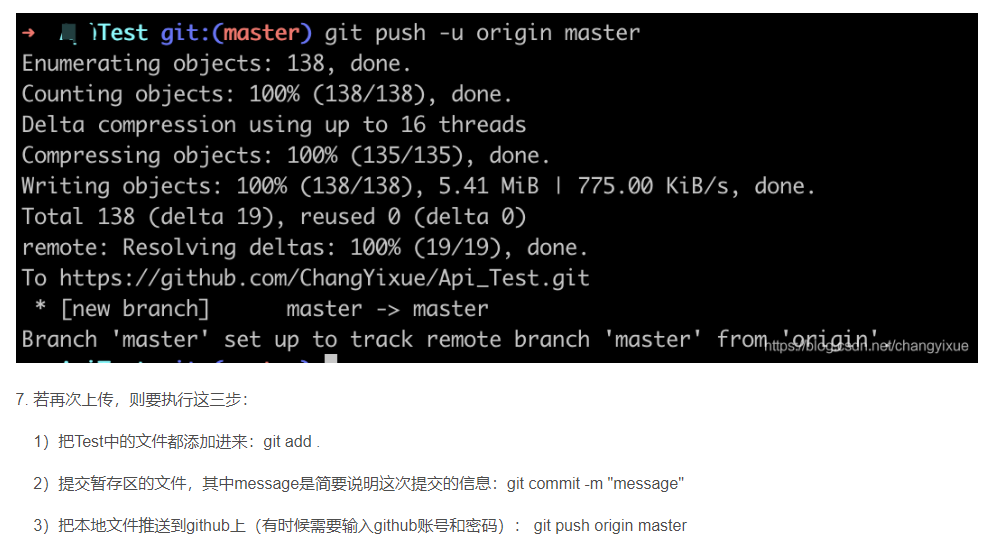 → Test git:(master) git push -u origin master
Enumerating objects: 138, done.
Counting objects: 100% (138/138), done.
Delta compression using up to 16 threads
Compressing objects: 100% (135/135), done.
Writing objects: 100% (138/138), 5.41 MiB | 775.00 KiB/s, done.
Total 138 (delta 19), reused 0 (delta 0)
remote: Resolving deltas: 100% (19/19), done.
To https://github.com/ChangYixue/Api_Test.git
* [new branch] master -> master
Branch 'master' set up to track remote branch 'master' from 'origin'.
https://blog.csdn.net/changyixue
7. 若再次上传，则要执行这三步：
1）把Test中的文件都添加进来：git add .
2）提交暂存区的文件，其中message是简要说明这次提交的信息：git commit -m "message"
3）把本地文件推送到github上（有时候需要输入github账号和密码）： git push origin master